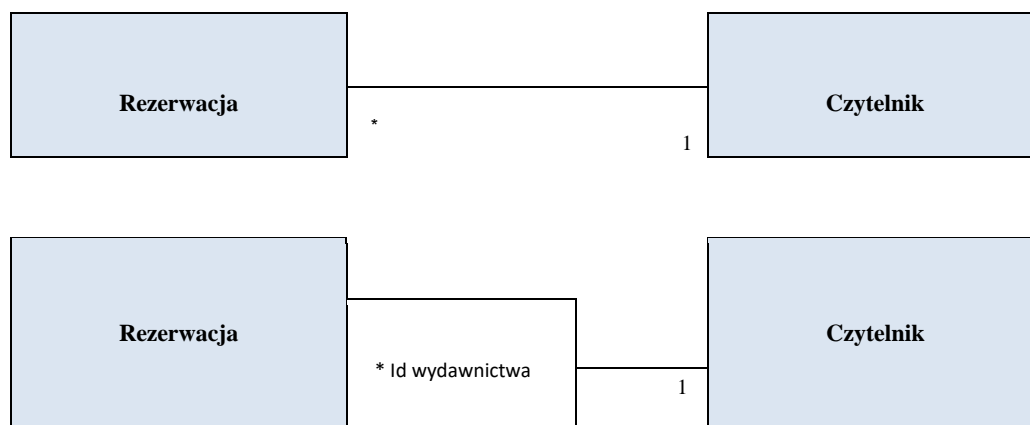 Rezerwacja
Czytelnik
*
1
Rezerwacja
Czytelnik
* Id wydawnictwa
1